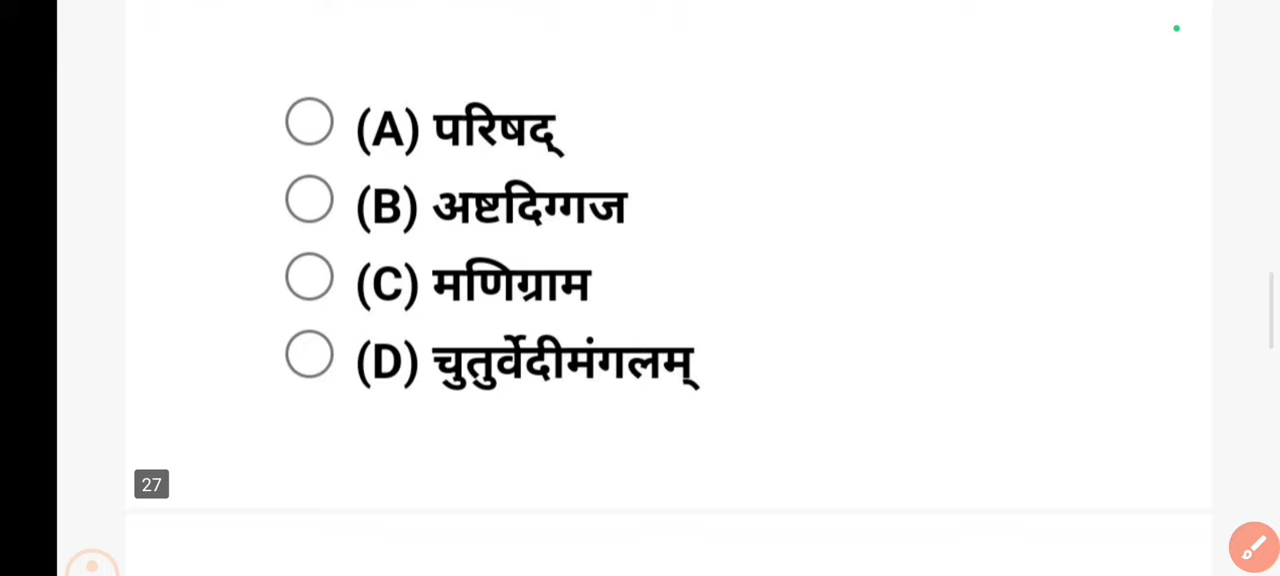 (A) परिषद्
(B) अष्टदिग्गज
(C) मणिग्राम
(D) चुतुर्वेदीमंगलम्
27